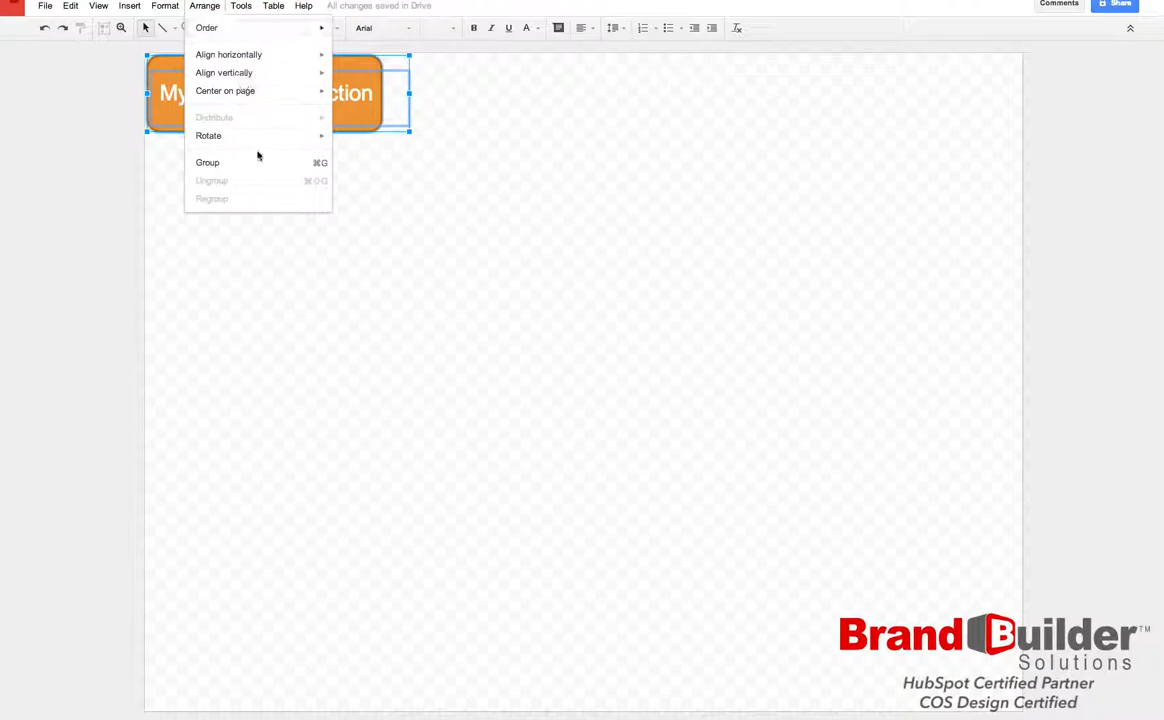 File Edit View Insert Format Arrange Tools Table Help All changes saved in Drive
Comments Share
Arial B I U A
Order
Align horizontally
Align vertically
Center on page
Distribute
Rotate
Group ⌘G
Ungroup ⌘⇧G
Regroup
My ction
BrandBuilder™
Solutions
HubSpot Certified Partner
COS Design Certified